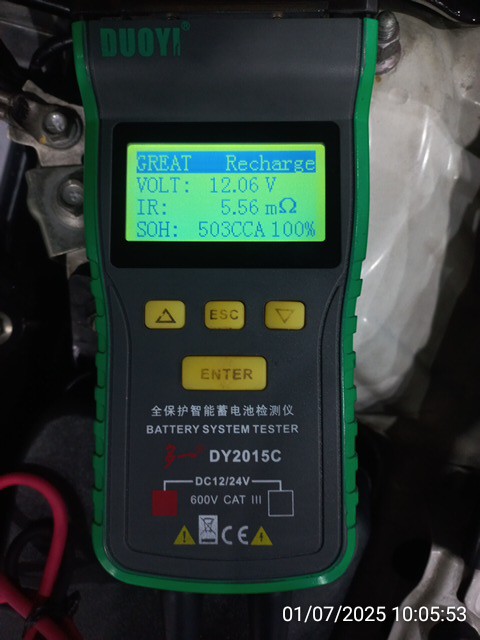 DUOYI®
GREAT Recharge
VOLT: 12.06 V
IR: 5.56 mΩ
SOH: 503CCA 100%
ESC
ENTER
全保护智能蓄电池检测仪
BATTERY SYSTEM TESTER
DY2015C
DC12/24V
600V CAT III
CE
01/07/2025 10:05:53